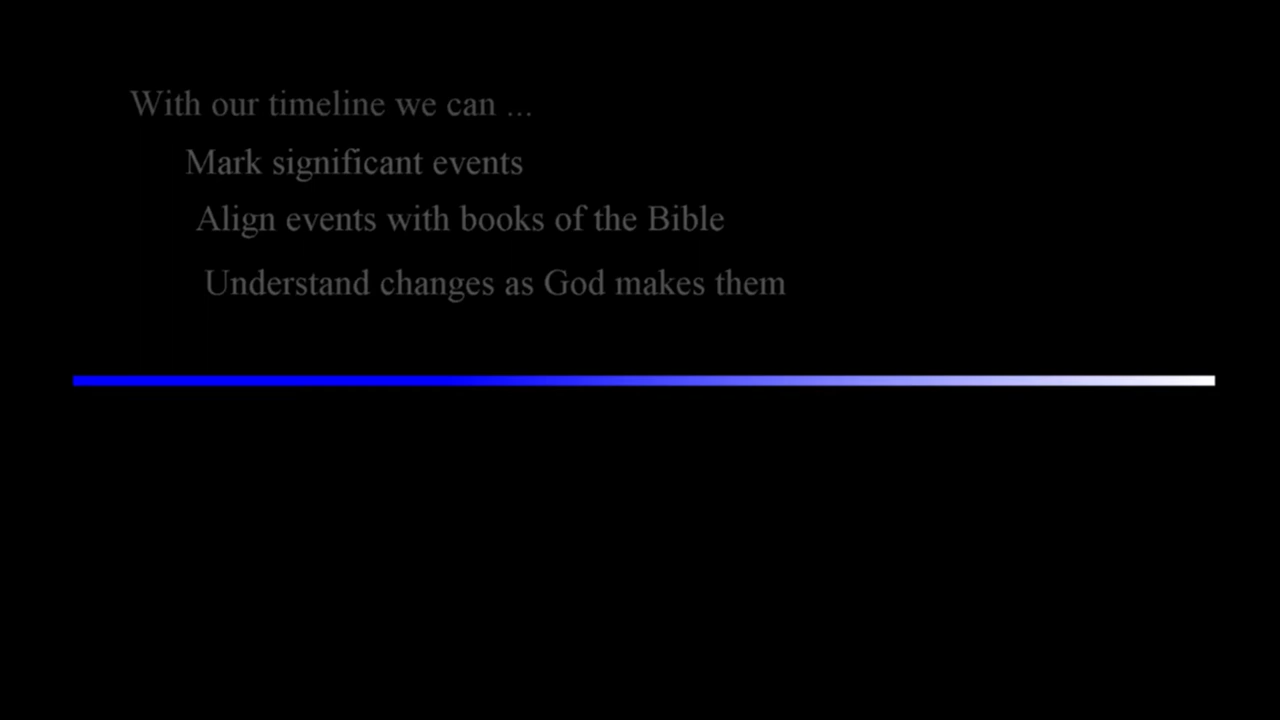 With our timeline we can ...
Mark significant events
Align events with books of the Bible
Understand changes as God makes them